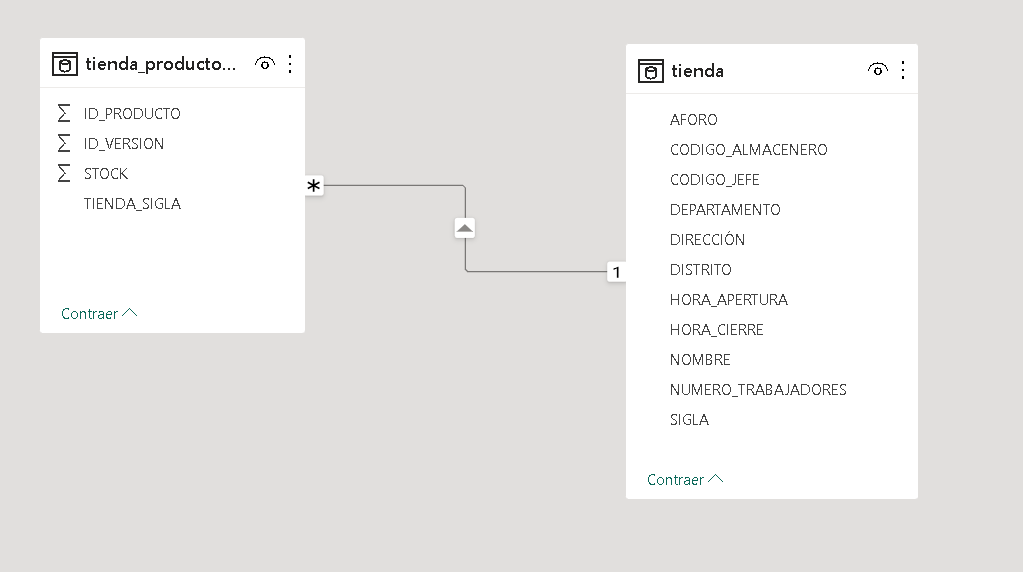 tienda_producto...
ID_PRODUCTO
ID_VERSION
STOCK
TIENDA_SIGLA
Contraer
*
1
tienda
AFORO
CODIGO_ALMACENERO
CODIGO_JEFE
DEPARTAMENTO
DIRECCIÓN
DISTRITO
HORA_APERTURA
HORA_CIERRE
NOMBRE
NUMERO_TRABAJADORES
SIGLA
Contraer